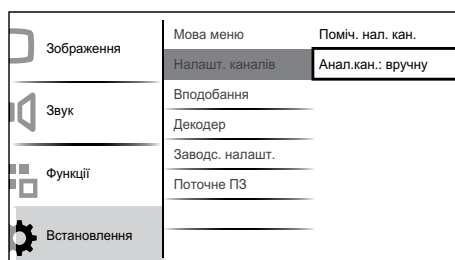 Зображення
Звук
Функції
Встановлення
Мова меню
Налашт. каналів
Вподобання
Декодер
Заводс. налашт.
Поточне ПЗ
Поміч. нал. кан.
Анал.кан.: вручну